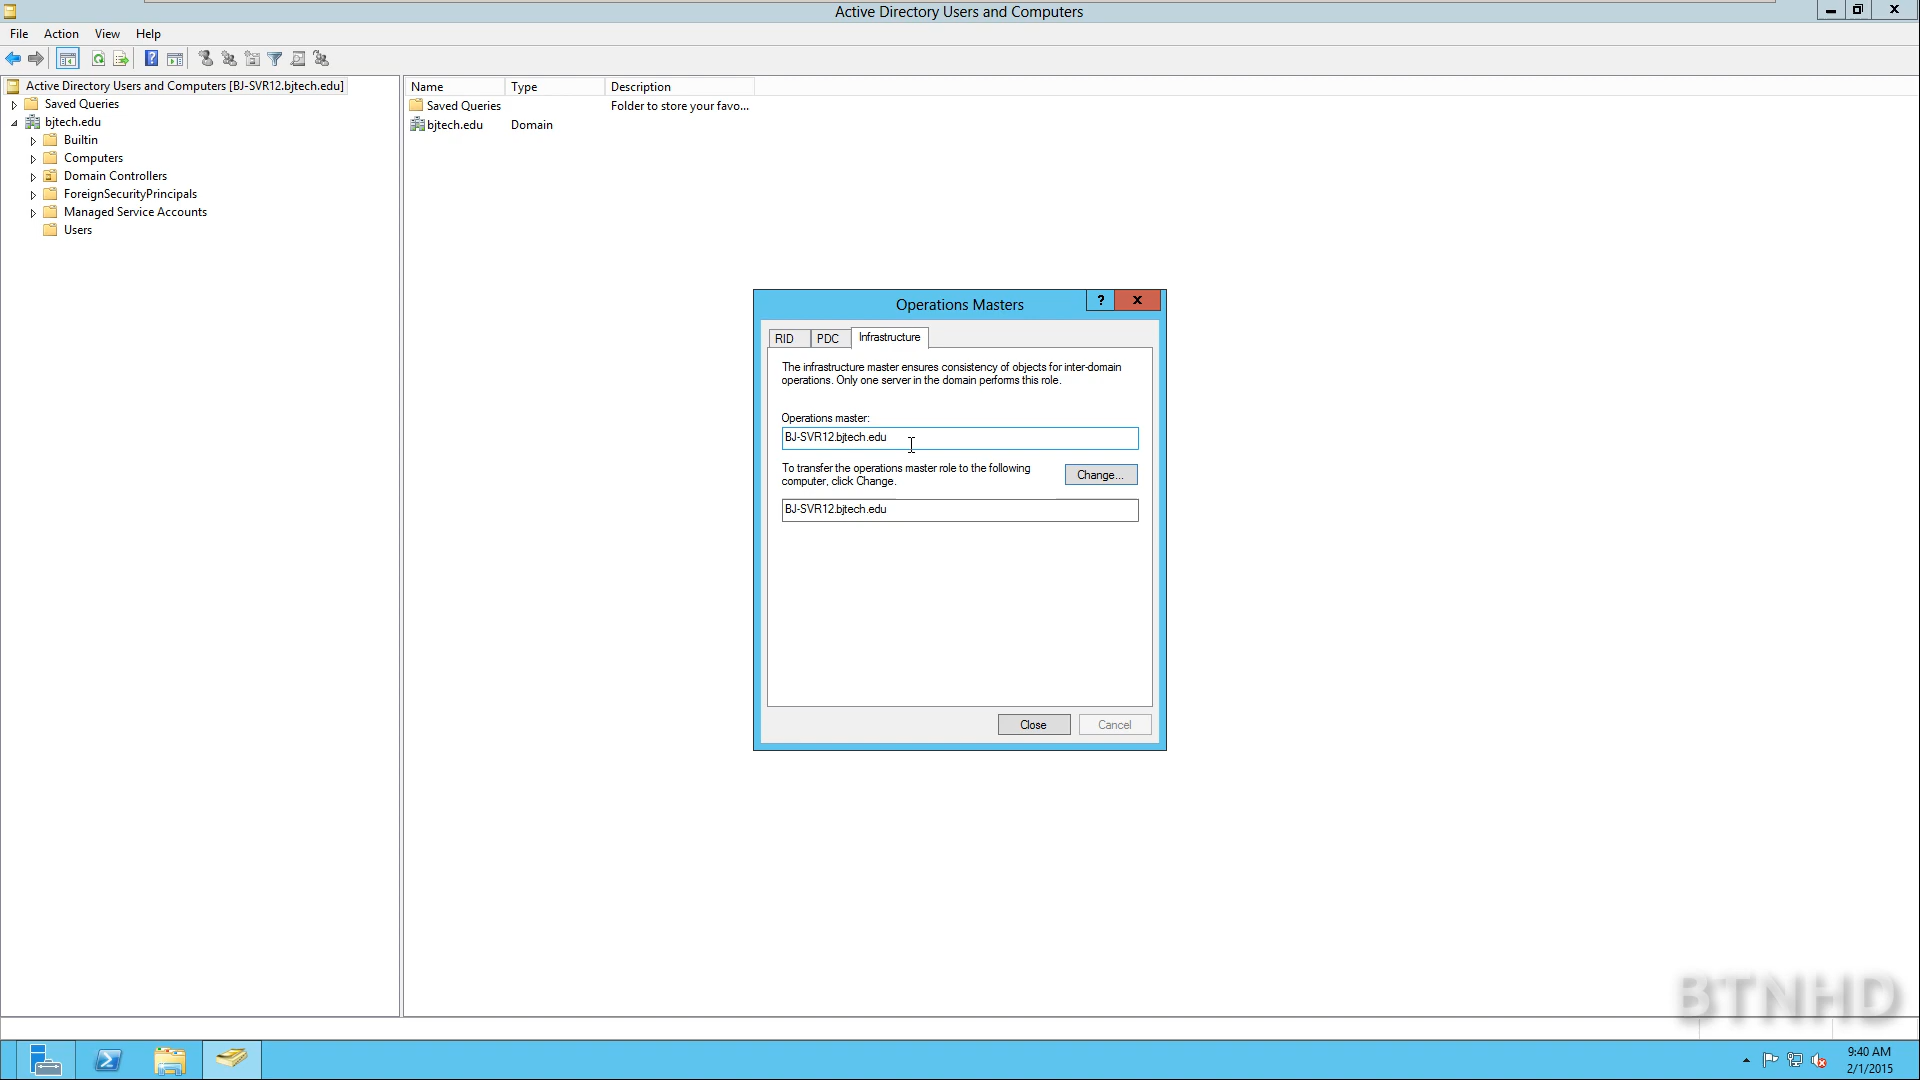 Active Directory Users and Computers
File Action View Help
Active Directory Users and Computers [BJ-SVR12.bjtech.edu]
Saved Queries
bjtech.edu
Builtin
Computers
Domain Controllers
ForeignSecurityPrincipals
Managed Service Accounts
Users
Name Type Description
Saved Queries Folder to store your favo...
bjtech.edu Domain
Operations Masters
? x
RID PDC Infrastructure
The infrastructure master ensures consistency of objects for inter-domain
operations. Only one server in the domain performs this role.
Operations master:
BJ-SVR12.bjtech.edu
To transfer the operations master role to the following
computer, click Change.
Change...
BJ-SVR12.bjtech.edu
Close Cancel
BTNHD
9:40 AM
2/1/2015